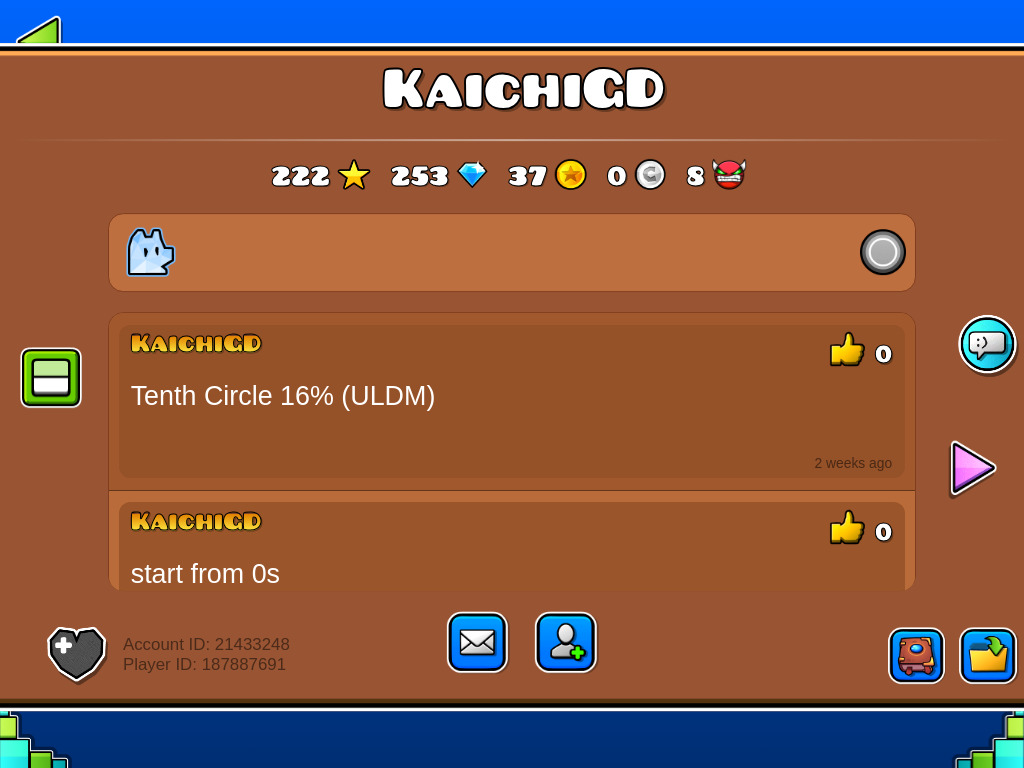 KaichiGD
222 253 37 0 8
KaichiGD
0
Tenth Circle 16% (ULDM)
2 weeks ago
KaichiGD
0
start from 0s
Account ID: 21433248
Player ID: 187887691